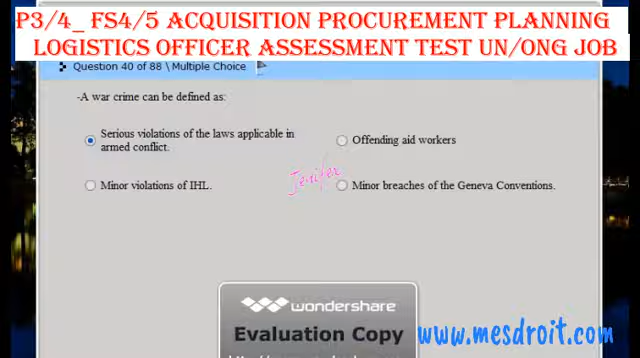 P3/4_ FS4/5 ACQUISITION PROCUREMENT PLANNING
LOGISTICS OFFICER ASSESSMENT TEST UN/ONG JOB
Question 40 of 88 \ Multiple Choice
-A war crime can be defined as:
Serious violations of the laws applicable in
armed conflict.
Offending aid workers
Jenifer
Minor violations of IHL.
Minor breaches of the Geneva Conventions.
wondershare
Evaluation Copy
www.mesdroit.com